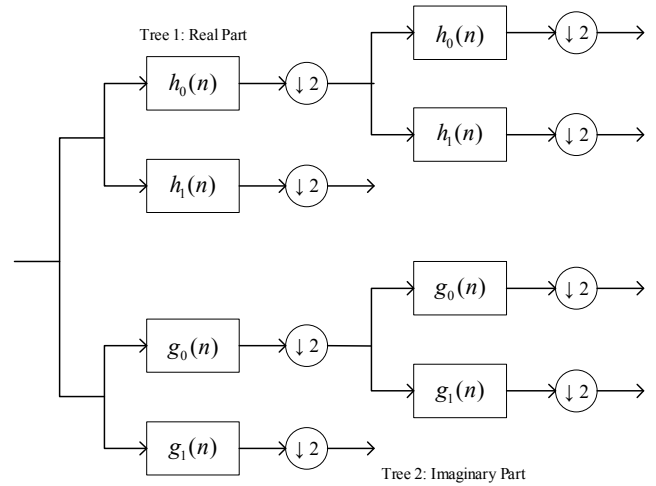 Tree 1: Real Part
h₀(n)
↓ 2
h₀(n)
↓ 2
h₁(n)
↓ 2
h₁(n)
↓ 2
g₀(n)
↓ 2
g₀(n)
↓ 2
g₁(n)
↓ 2
g₁(n)
↓ 2
Tree 2: Imaginary Part